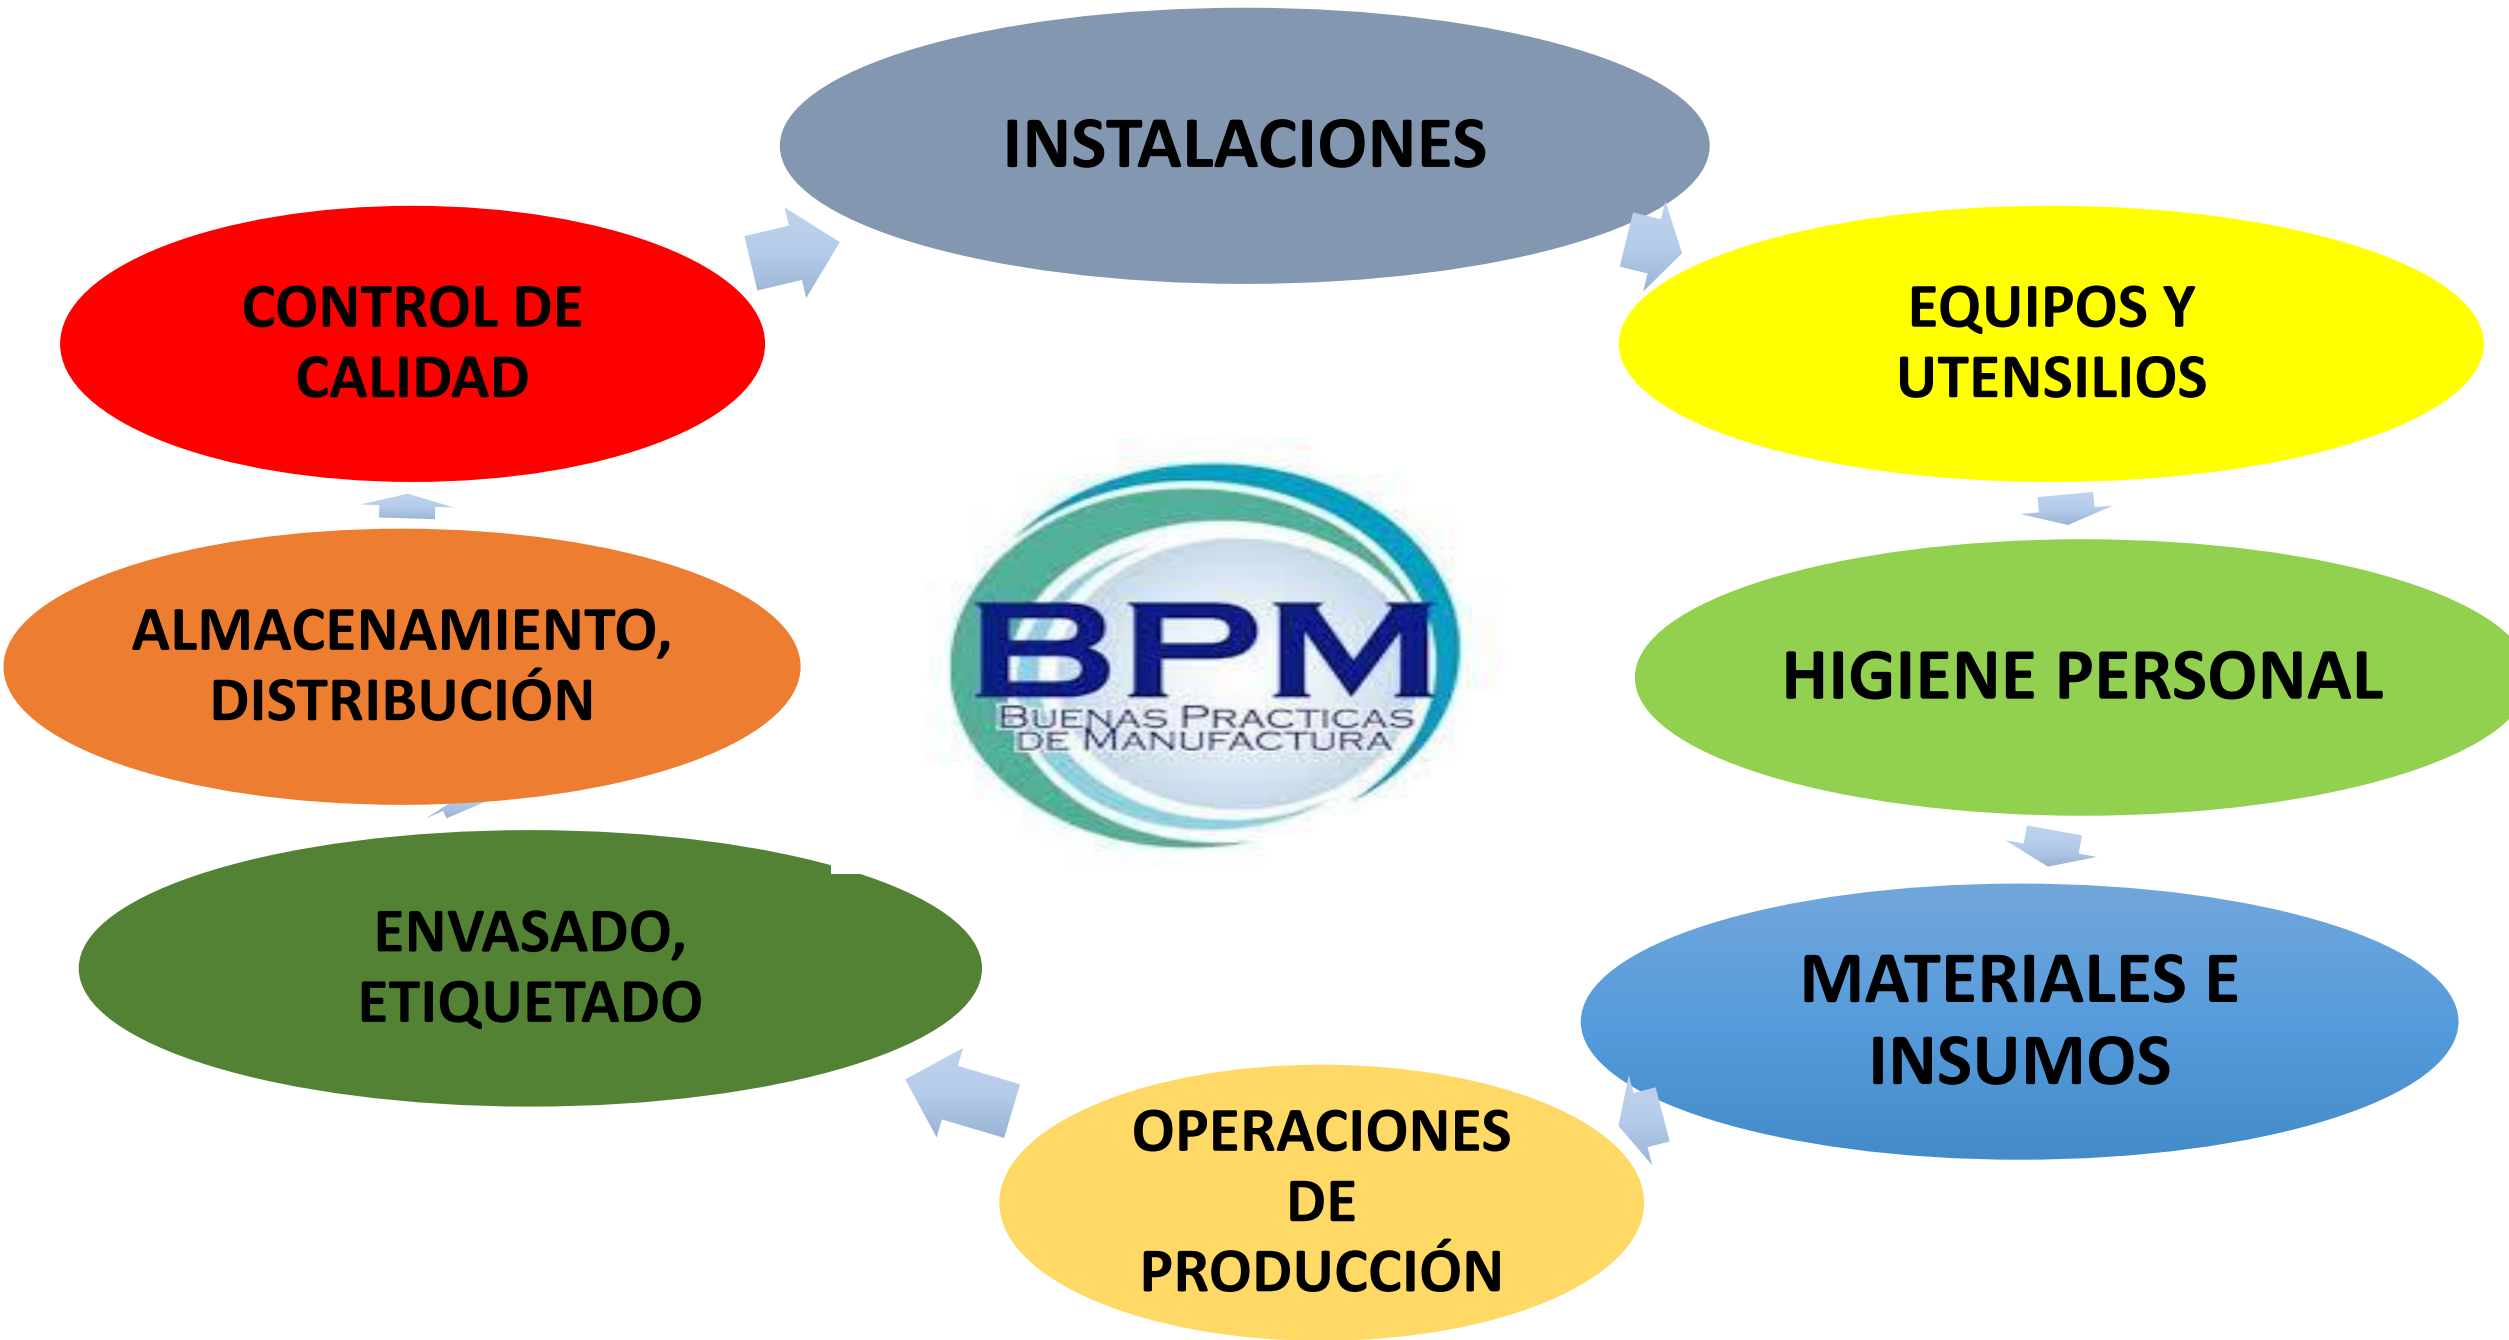 INSTALACIONES
EQUIPOS Y
UTENSILIOS
HIGIENE PERSONAL
MATERIALES E
INSUMOS
OPERACIONES
DE
PRODUCCIÓN
ENVASADO,
ETIQUETADO
ALMACENAMIENTO,
DISTRIBUCIÓN
CONTROL DE
CALIDAD
BPM
BUENAS PRACTICAS
DE MANUFACTURA